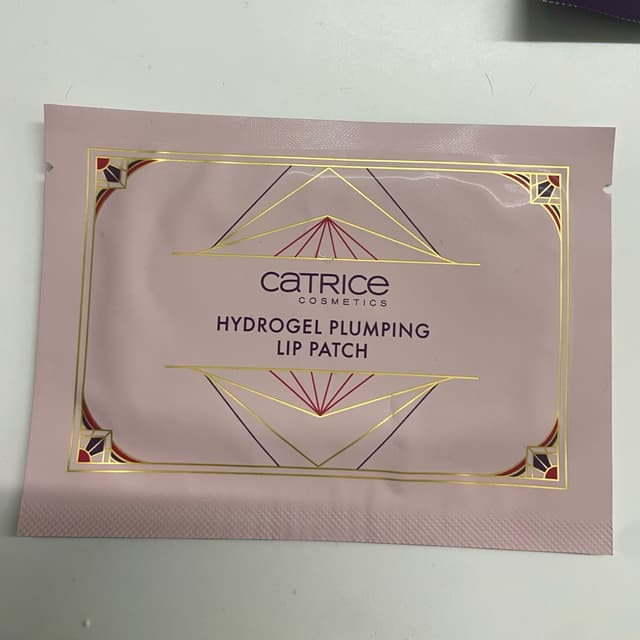 CATRICE
COSMETICS
HYDROGEL PLUMPING
LIP PATCH